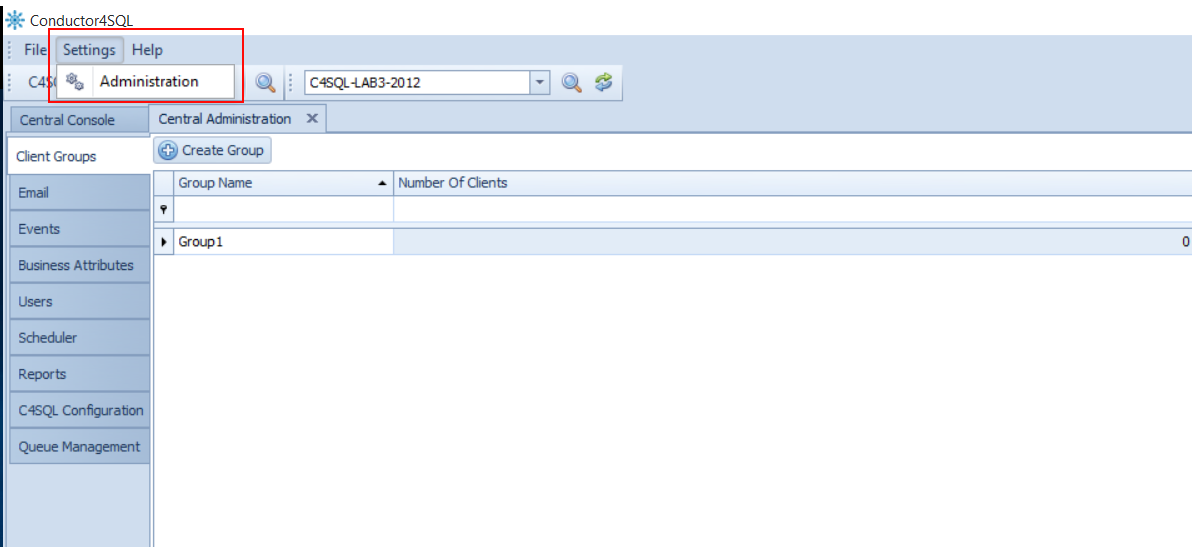 Conductor4SQL
File Settings Help
C4S
Administration
C4SQL-LAB3-2012
Central Console Central Administration
Client Groups
Create Group
Group Name Number Of Clients
Email
Events
Group1 0
Business Attributes
Users
Scheduler
Reports
C4SQL Configuration
Queue Management